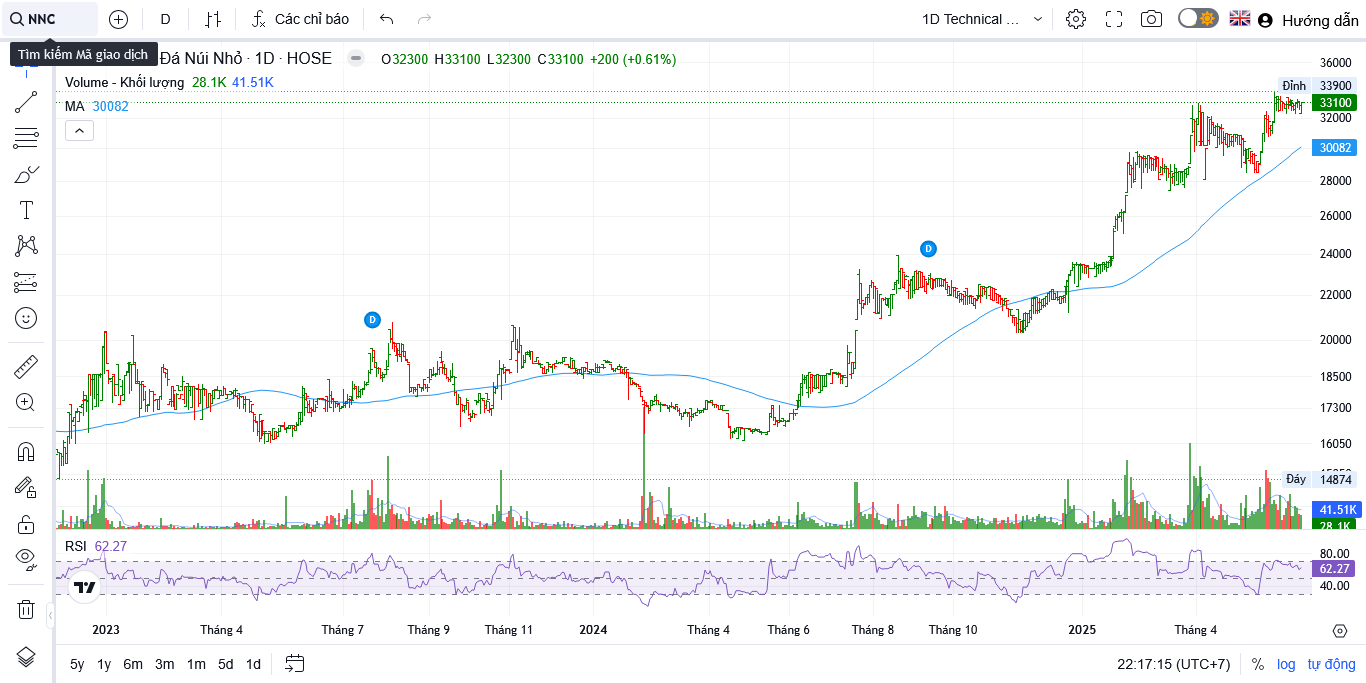 NNC
D
Các chỉ báo
1D Technical ...
Hướng dẫn
Tìm kiếm Mã giao dịch
Đá Núi Nhỏ · 1D · HOSE
O32300 H33100 L32300 C33100 +200 (+0.61%)
Volume - Khối lượng 28.1K 41.51K
MA 30082
36000
Đỉnh 33900
33100
32000
30082
28000
26000
24000
22000
20000
18500
17300
16050
Đáy 14874
41.51K
28.1K
D
D
RSI 62.27
80.00
62.27
40.00
2023 Tháng 4 Tháng 7 Tháng 9 Tháng 11 2024 Tháng 4 Tháng 6 Tháng 8 Tháng 10 2025 Tháng 4
5y 1y 6m 3m 1m 5d 1d
22:17:15 (UTC+7) % log tự động